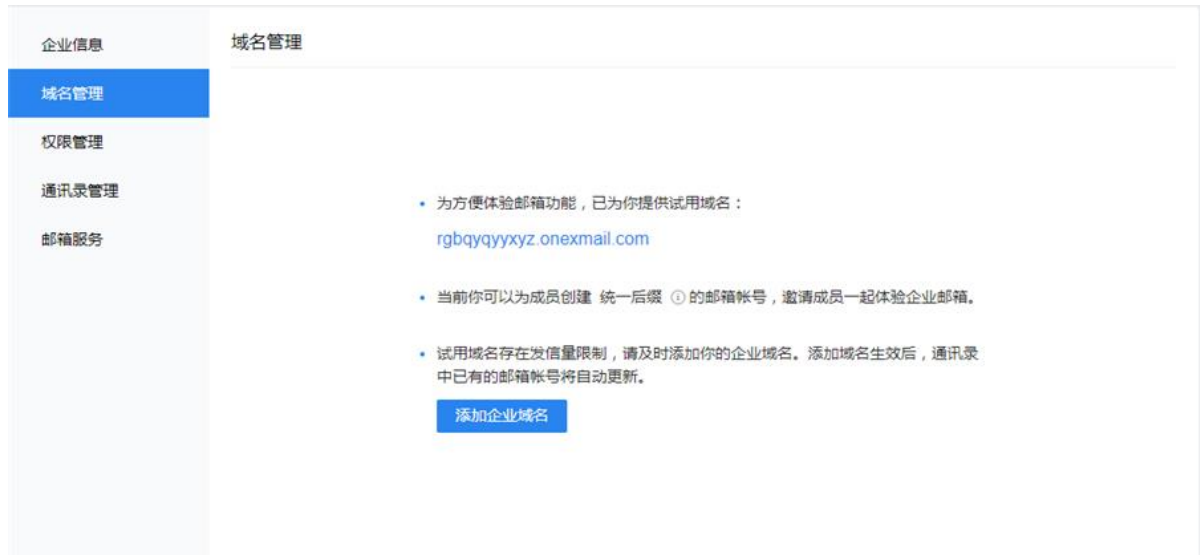 企业信息
域名管理
权限管理
通讯录管理
邮箱服务
域名管理
• 为方便体验邮箱功能，已为你提供试用域名：
rgbqyqyyxyz.onexmail.com
• 当前你可以为成员创建 统一后缀 ⓘ 的邮箱帐号，邀请成员一起体验企业邮箱。
• 试用域名存在发信量限制，请及时添加你的企业域名。添加域名生效后，通讯录
中已有的邮箱帐号将自动更新。
添加企业域名